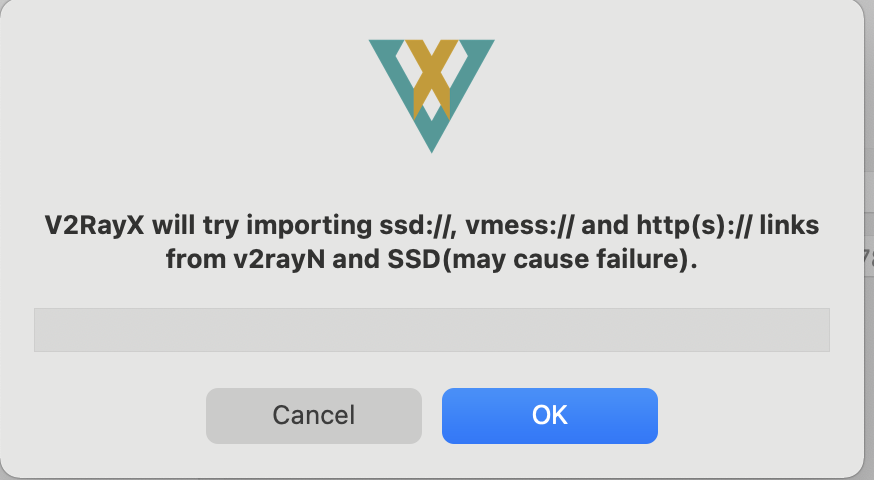 V2RayX will try importing ssd://, vmess:// and http(s):// links
from v2rayN and SSD(may cause failure).
Cancel
OK